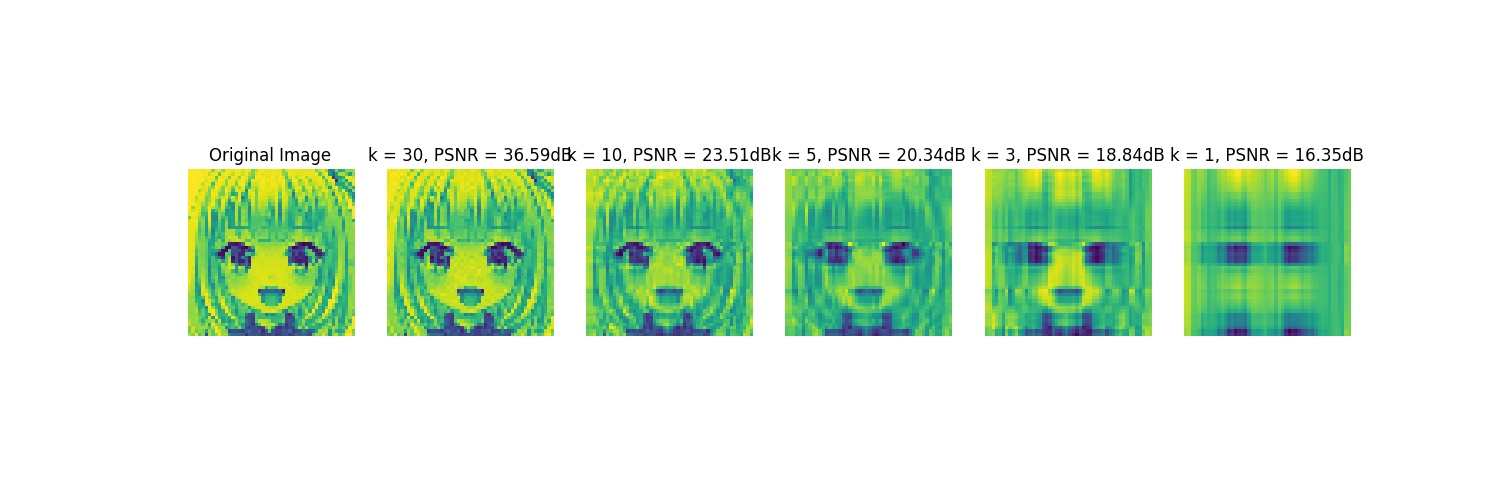 Original Image
k = 30, PSNR = 36.59dB
k = 10, PSNR = 23.51dB
k = 5, PSNR = 20.34dB
k = 3, PSNR = 18.84dB
k = 1, PSNR = 16.35dB